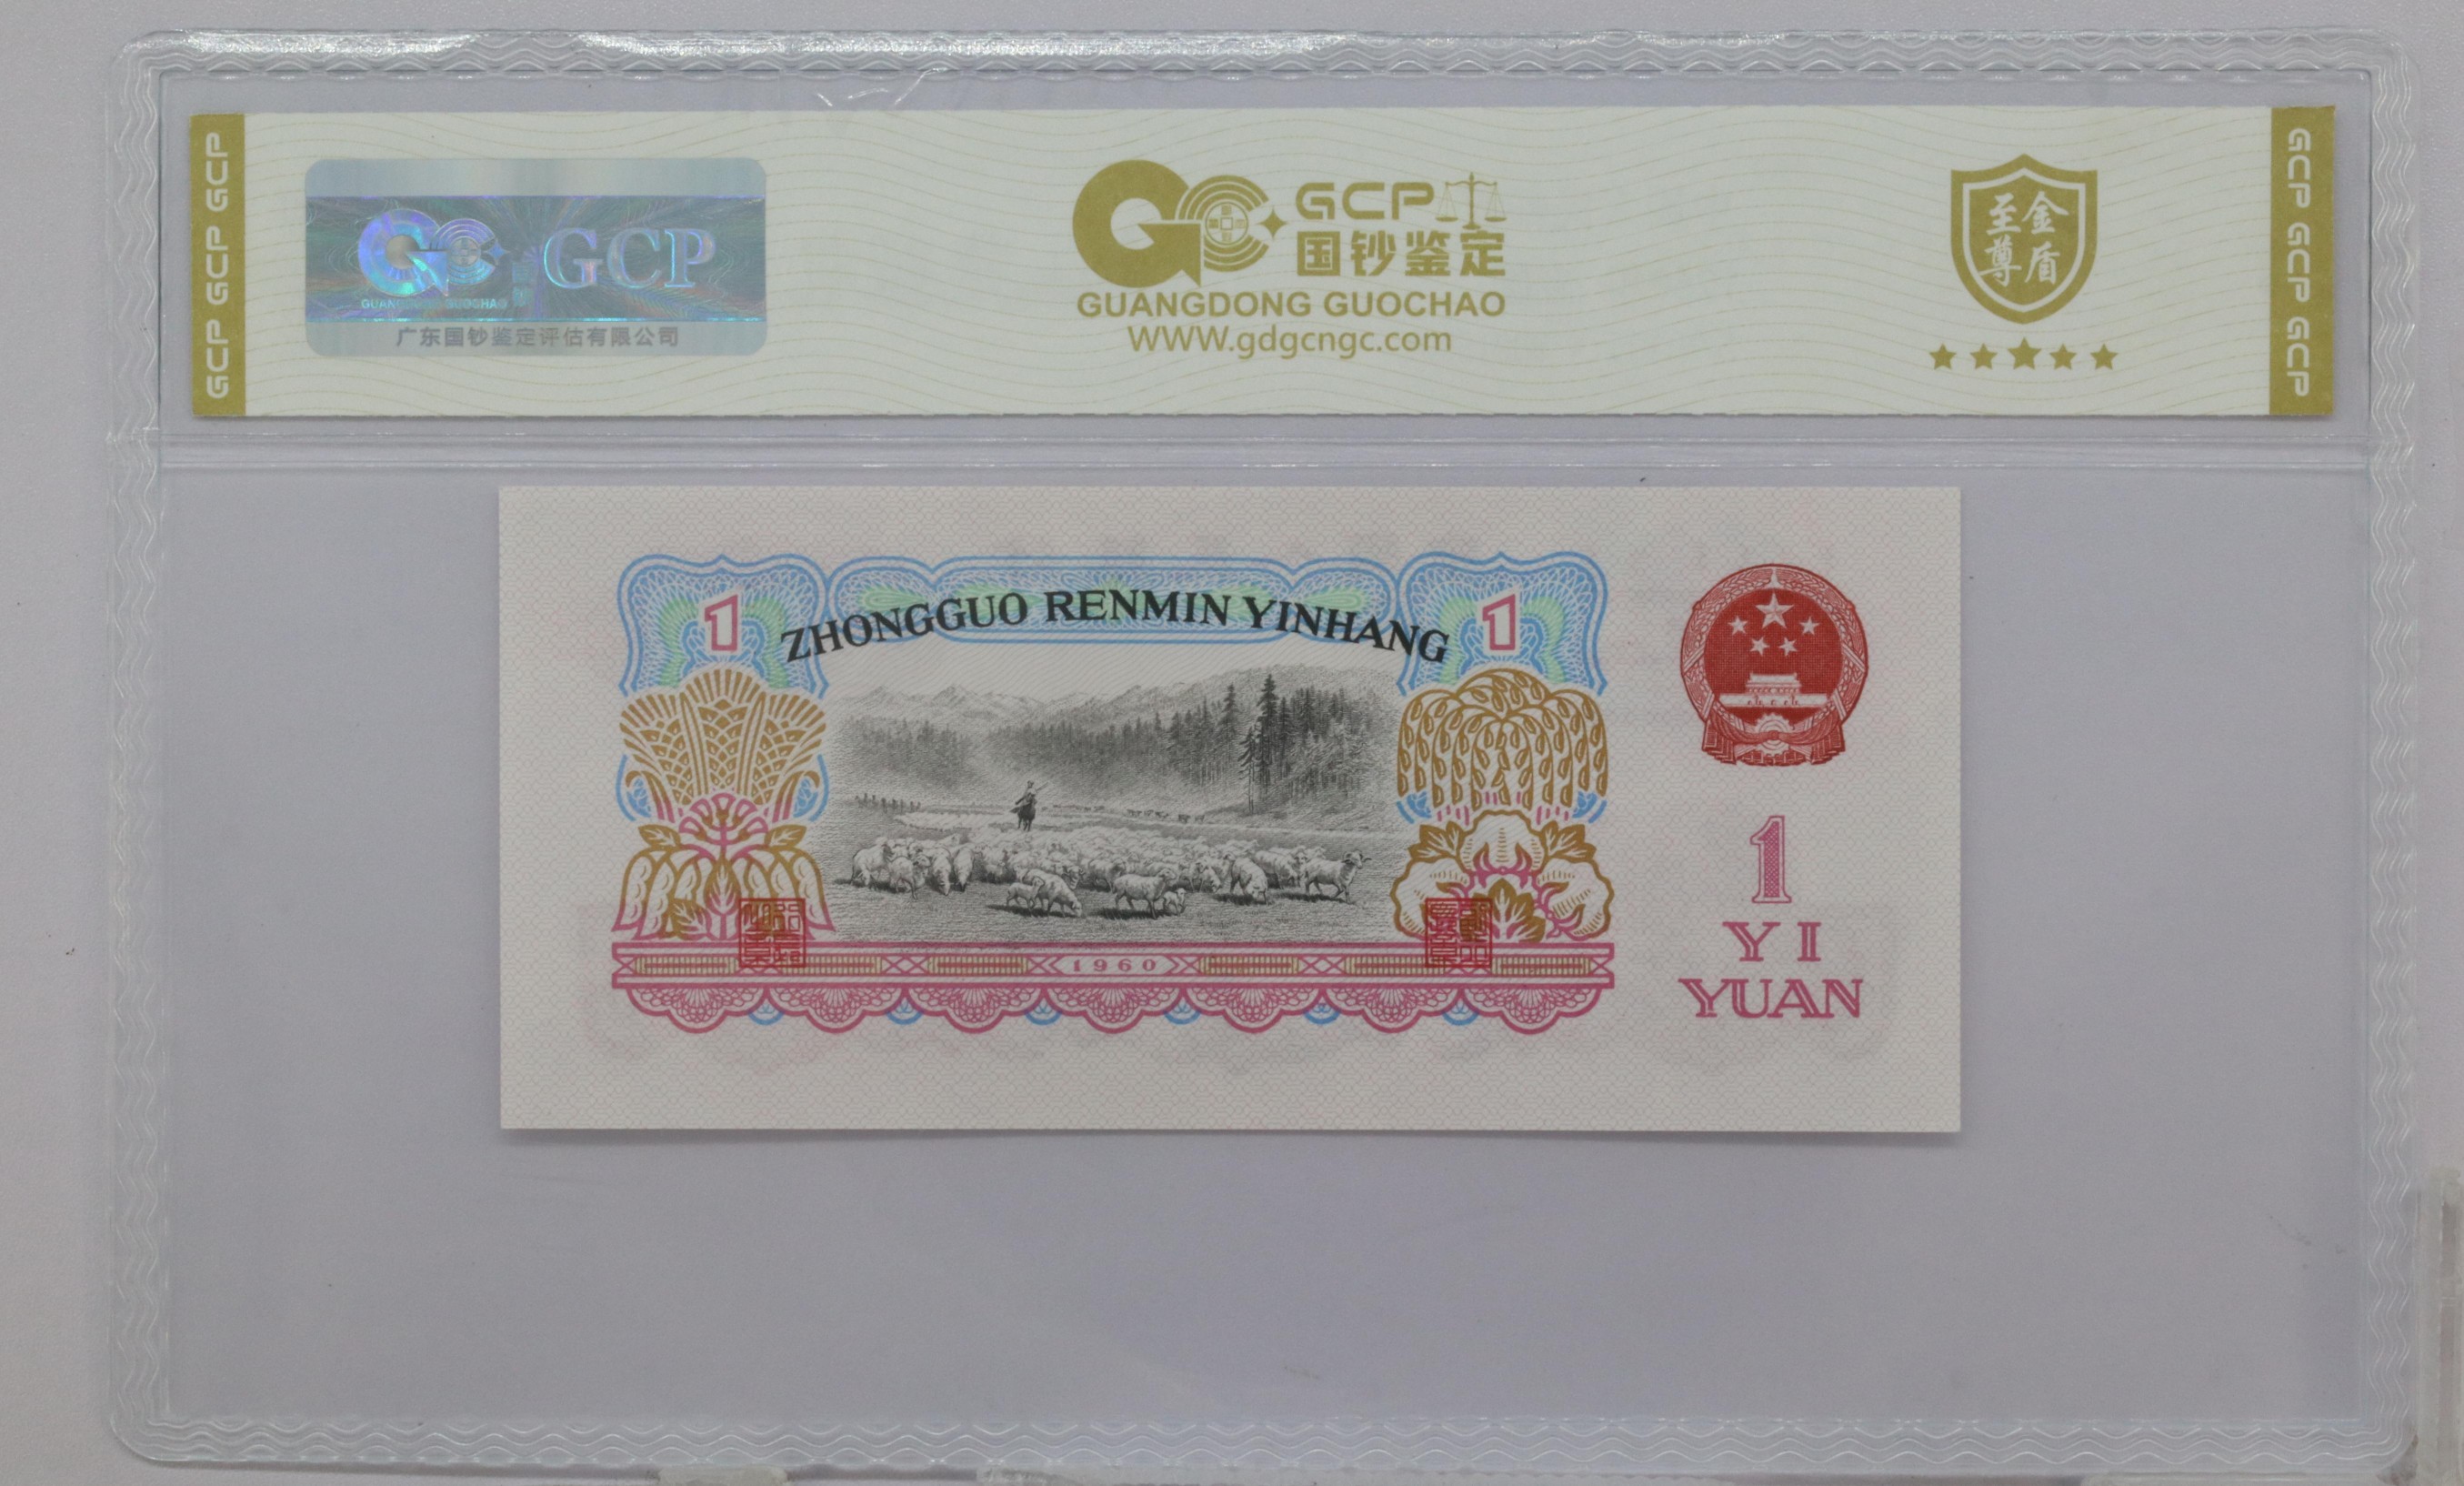 GCP GCP GCP
GCP
GUANGDONG GUOCHAO
广东国钞鉴定评估有限公司
GCP
国钞鉴定
GUANGDONG GUOCHAO
WWW.gdgcngc.com
至尊
金盾
GCP GCP GCP
ZHONGGUO RENMIN YINHANG
1
1
1960
1
YI
YUAN